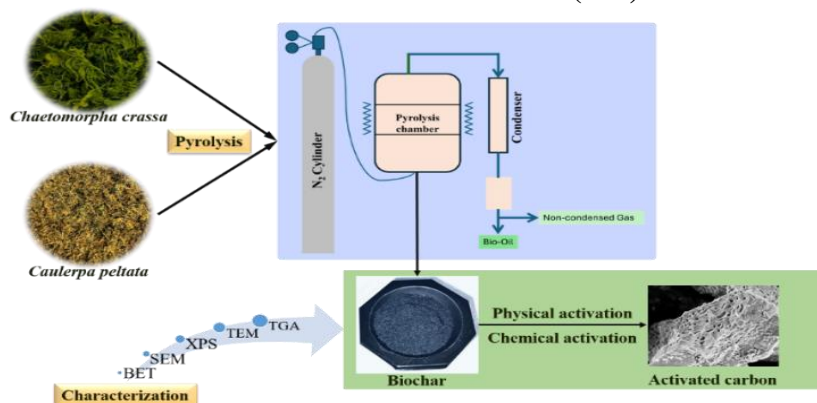 Chaetomorpha crassa
Pyrolysis
Caulerpa peltata
N₂ Cylinder
Pyrolysis
chamber
Condenser
Non-condensed Gas
Bio-Oil
TGA
TEM
XPS
SEM
BET
Characterization
Biochar
Physical activation
Chemical activation
Activated carbon